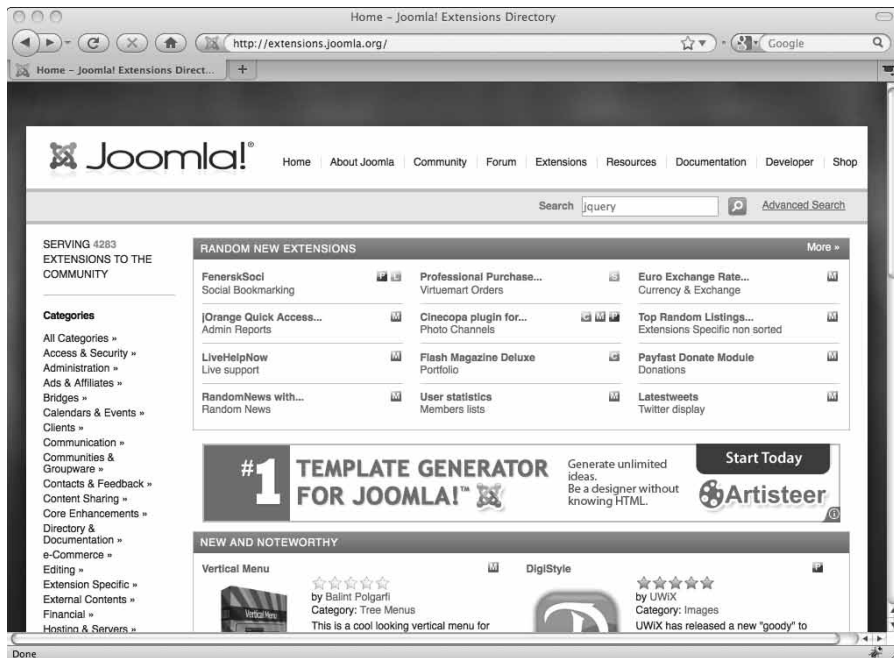 Home – Joomla! Extensions Directory
http://extensions.joomla.org/
Google
Home – Joomla! Extensions Direct...
+
Joomla!®
Home
About Joomla
Community
Forum
Extensions
Resources
Documentation
Developer
Shop
Search
jquery
Advanced Search
SERVING 4283
EXTENSIONS TO THE
COMMUNITY
Categories
All Categories »
Access & Security »
Administration »
Ads & Affiliates »
Bridges »
Calendars & Events »
Clients »
Communication »
Communities &
Groupware »
Contacts & Feedback »
Content Sharing »
Core Enhancements »
Directory &
Documentation »
e-Commerce »
Editing »
Extension Specific »
External Contents »
Financial »
Hosting & Servers »
RANDOM NEW EXTENSIONS
More »
FenerskSoci
Social Bookmarking
Professional Purchase...
Virtuemart Orders
Euro Exchange Rate...
Currency & Exchange
M
jOrange Quick Access...
Admin Reports
M
Cinecopa plugin for...
Photo Channels
C M P
Top Random Listings...
Extensions Specific non sorted
M
LiveHelpNow
Live support
M
Flash Magazine Deluxe
Portfolio
C
Payfast Donate Module
Donations
M
RandomNews with...
Random News
M
User statistics
Members lists
M
Latestweets
Twitter display
M
#1
TEMPLATE GENERATOR
FOR JOOMLA!™
Generate unlimited
ideas.
Be a designer without
knowing HTML.
Start Today
Artisteer
NEW AND NOTEWORTHY
Vertical Menu
M
by Balint Polgarfi
Category: Tree Menus
This is a cool looking vertical menu for
Vertical Menu
DigiStyle
P
by UWiX
Category: Images
UWiX has released a new "goody" to
Done